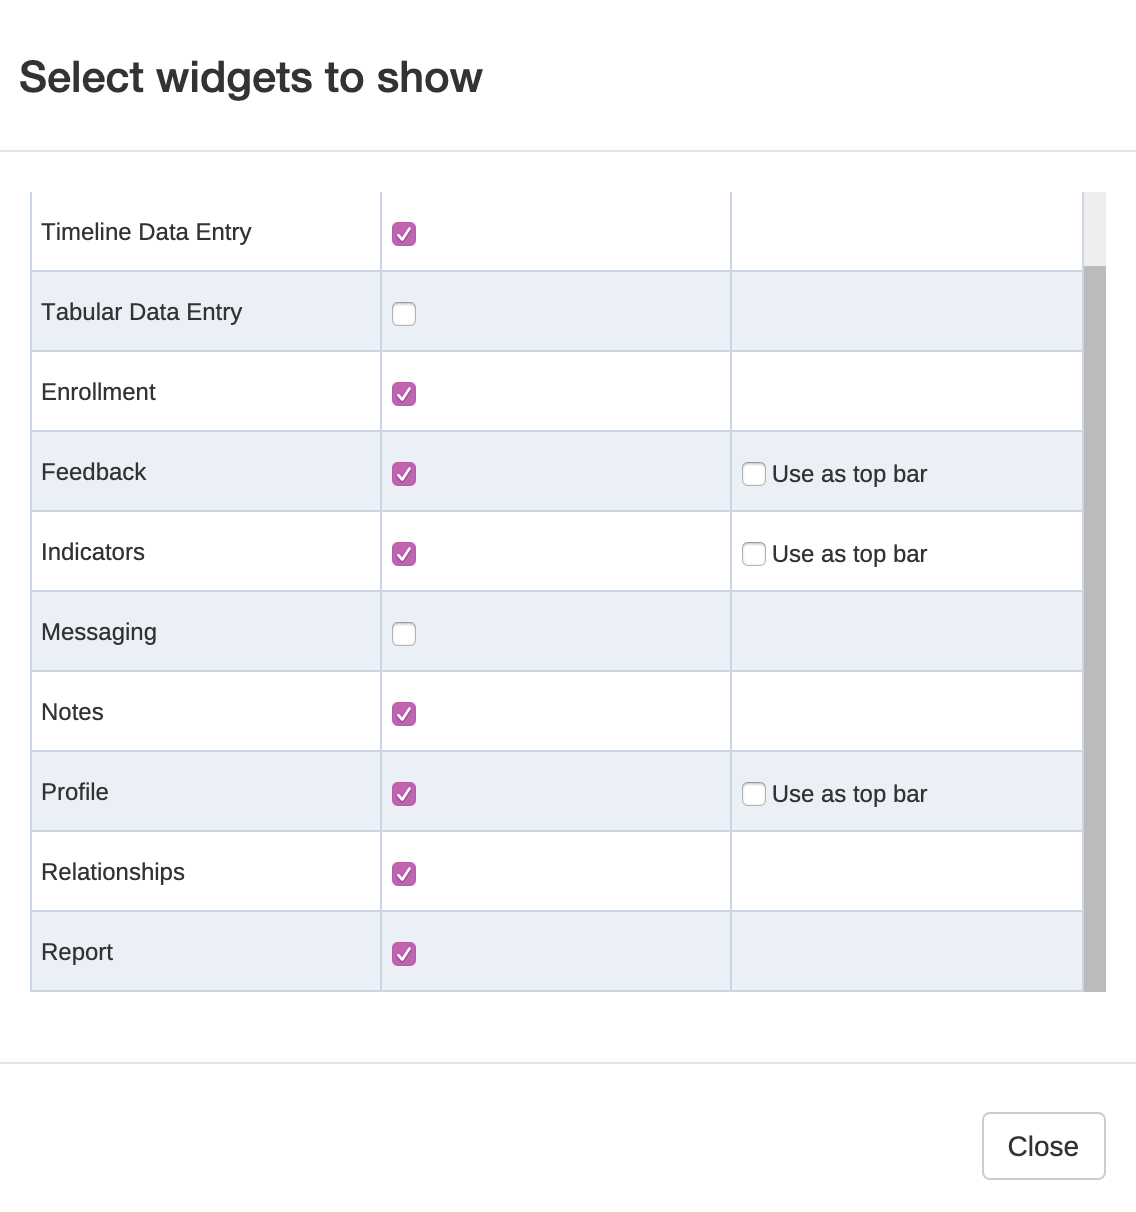 Select widgets to show
Timeline Data Entry
Tabular Data Entry
Enrollment
Feedback Use as top bar
Indicators Use as top bar
Messaging
Notes
Profile Use as top bar
Relationships
Report
Close